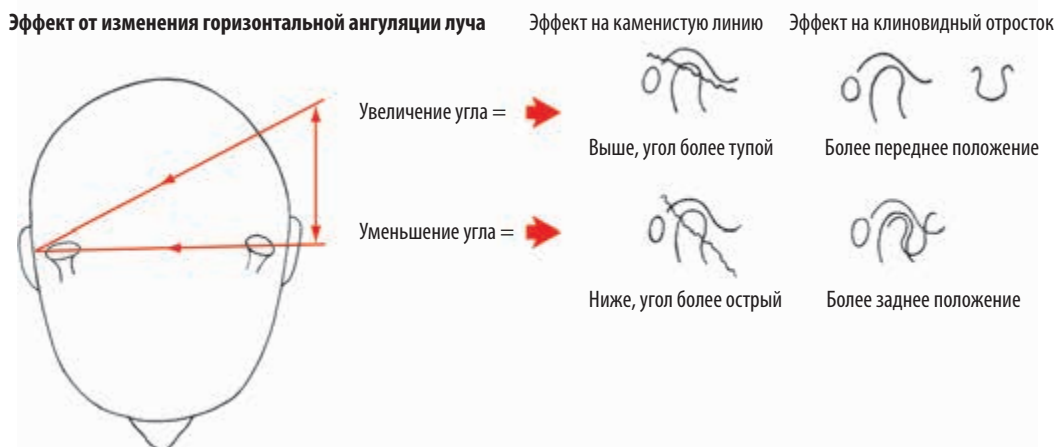 Эффект от изменения горизонтальной ангуляции луча
Эффект на каменистую линию
Эффект на клиновидный отросток
Увеличение угла =
Выше, угол более тупой
Более переднее положение
Уменьшение угла =
Ниже, угол более острый
Более заднее положение